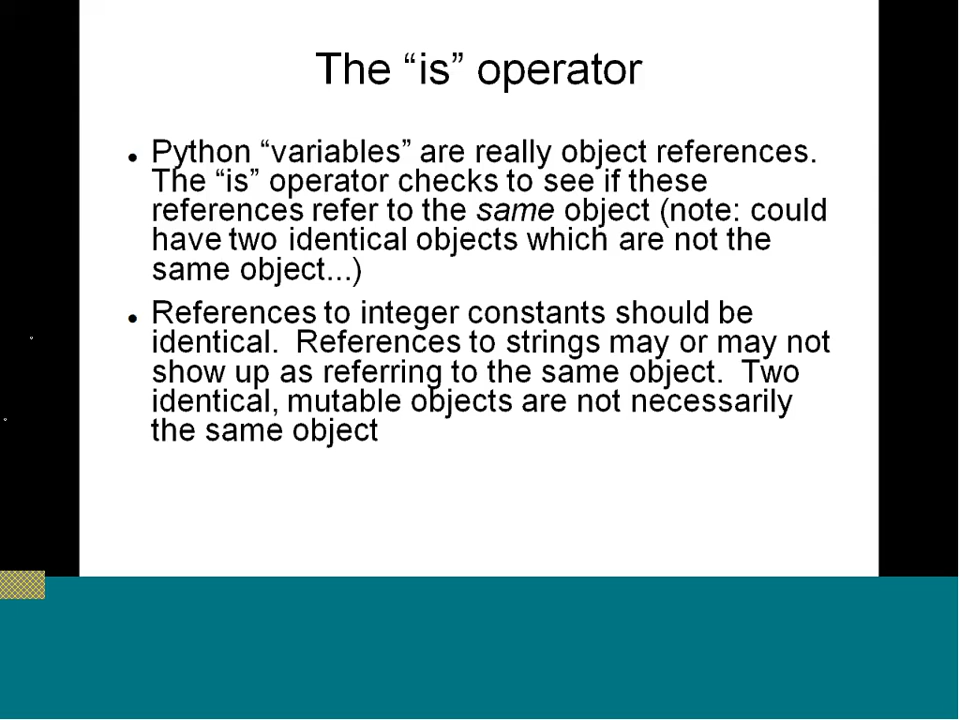 The “is” operator
Python “variables” are really object references.
The “is” operator checks to see if these
references refer to the same object (note: could
have two identical objects which are not the
same object...)
References to integer constants should be
identical.  References to strings may or may not
show up as referring to the same object.  Two
identical, mutable objects are not necessarily
the same object